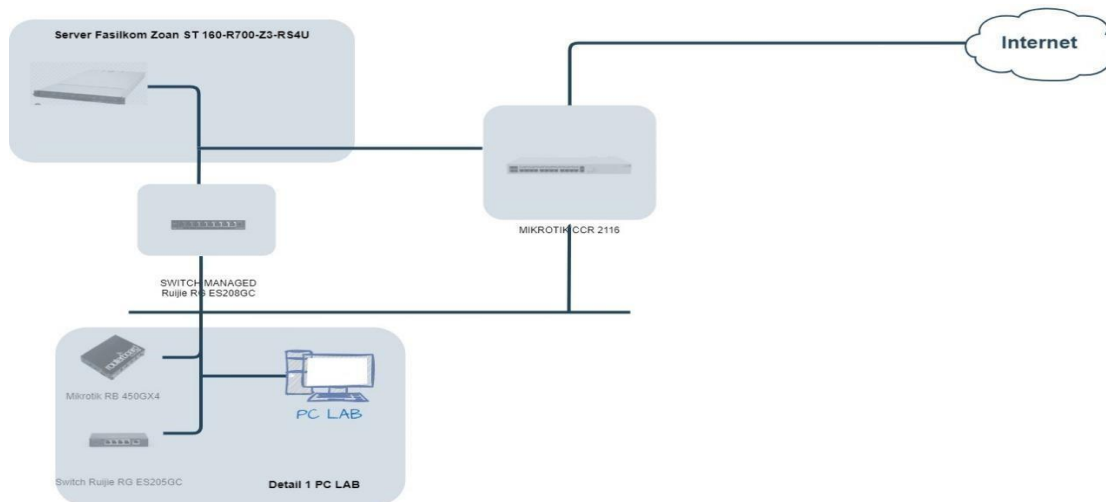 Server Fasilkom Zoan ST 160-R700-Z3-RS4U
Internet
MIKROTIK CCR 2116
SWITCH MANAGED
Ruijie RG ES208GC
Mikrotik RB 450GX4
PC LAB
Switch Ruijie RG ES205GC
Detail 1 PC LAB